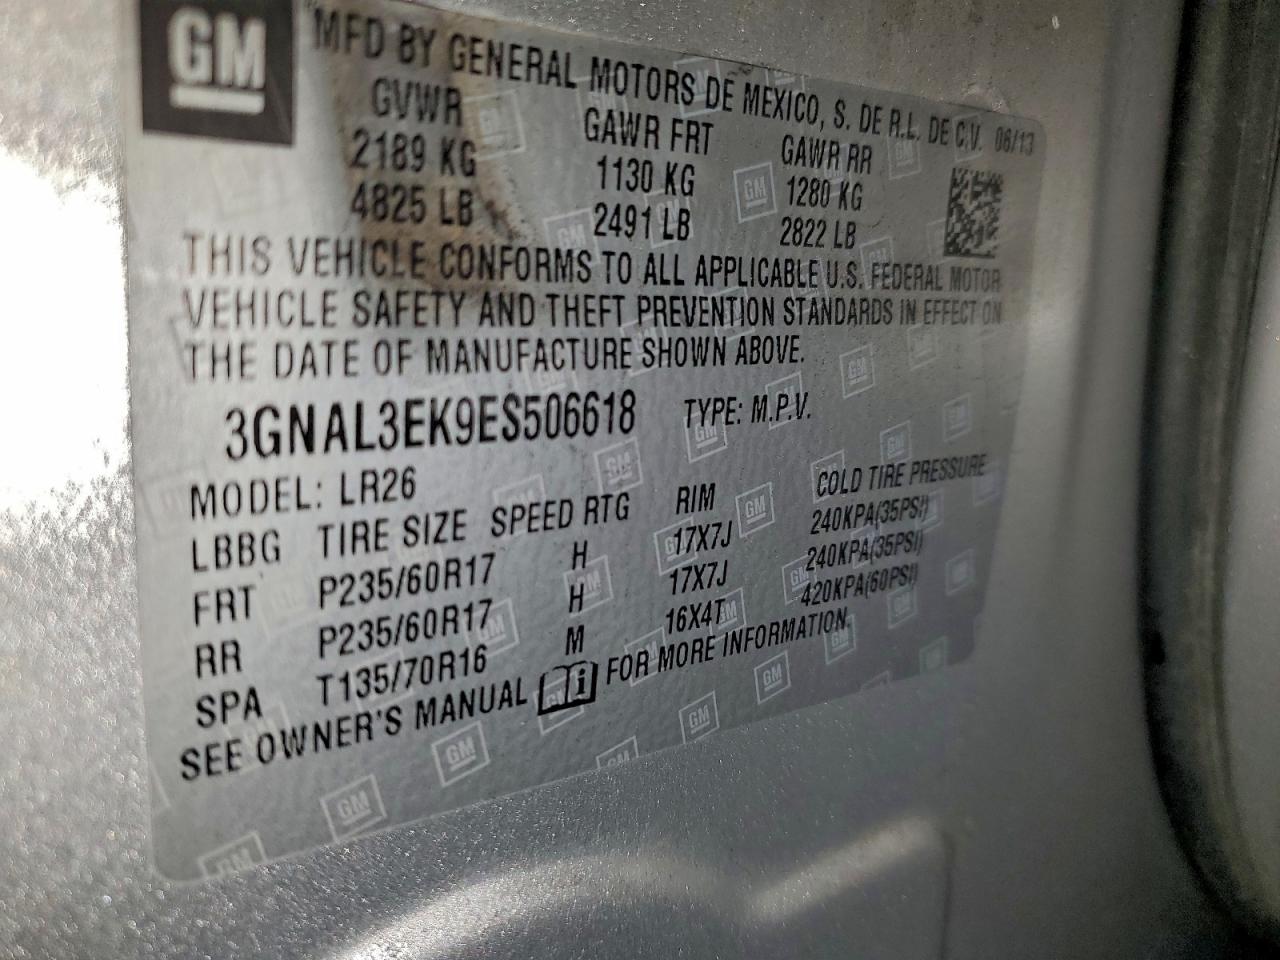 GM
MFD BY GENERAL MOTORS DE MEXICO, S. DE R.L. DE C.V. 06/13
GVWR GAWR FRT GAWR RR
2189 KG 1130 KG 1280 KG
4825 LB 2491 LB 2822 LB
THIS VEHICLE CONFORMS TO ALL APPLICABLE U.S. FEDERAL MOTOR
VEHICLE SAFETY AND THEFT PREVENTION STANDARDS IN EFFECT ON
THE DATE OF MANUFACTURE SHOWN ABOVE.
3GNAL3EK9ES506618 TYPE: M.P.V.
MODEL: LR26
LBBG TIRE SIZE SPEED RTG RIM COLD TIRE PRESSURE
FRT P235/60R17 H 17X7J 240KPA(35PSI)
RR P235/60R17 H 17X7J 240KPA(35PSI)
SPA T135/70R16 M 16X4T 420KPA(60PSI)
SEE OWNER'S MANUAL i FOR MORE INFORMATION.